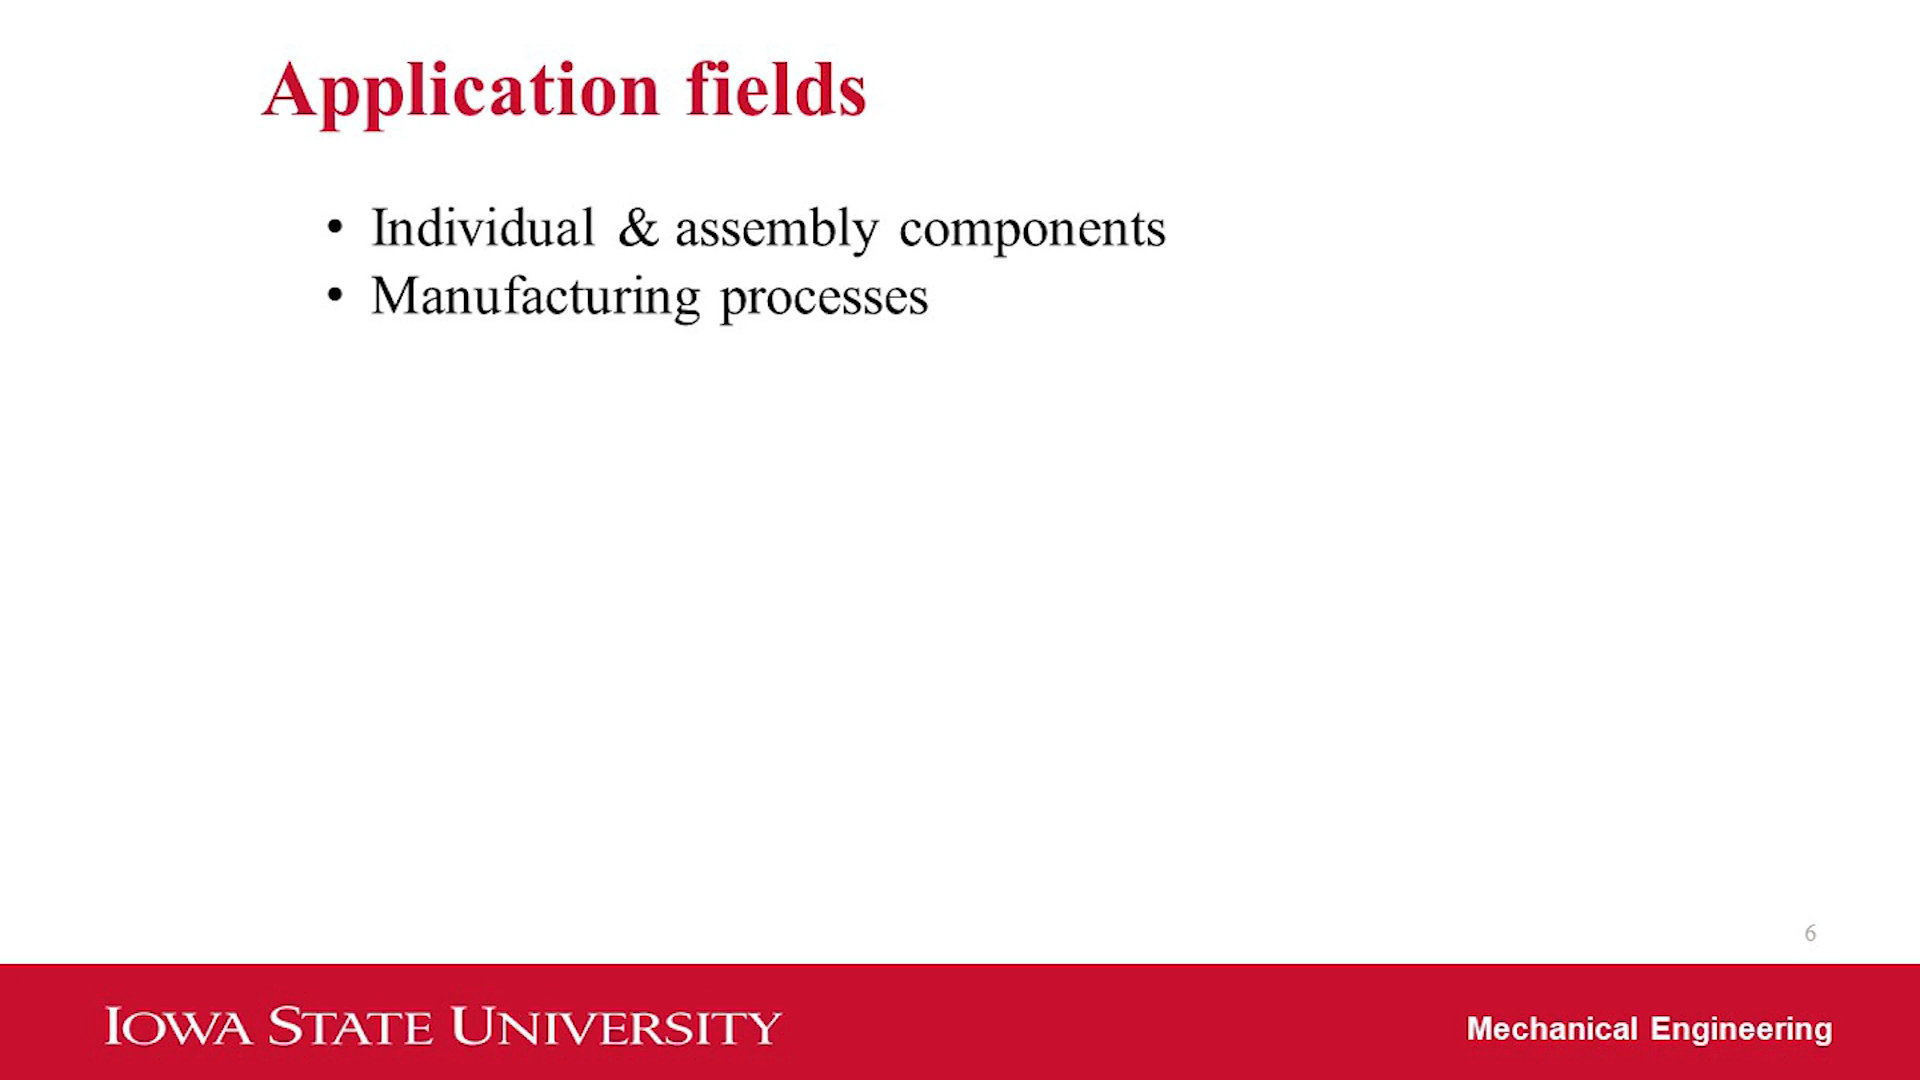 Application fields
• Individual & assembly components
• Manufacturing processes
6
IOWA STATE UNIVERSITY
Mechanical Engineering